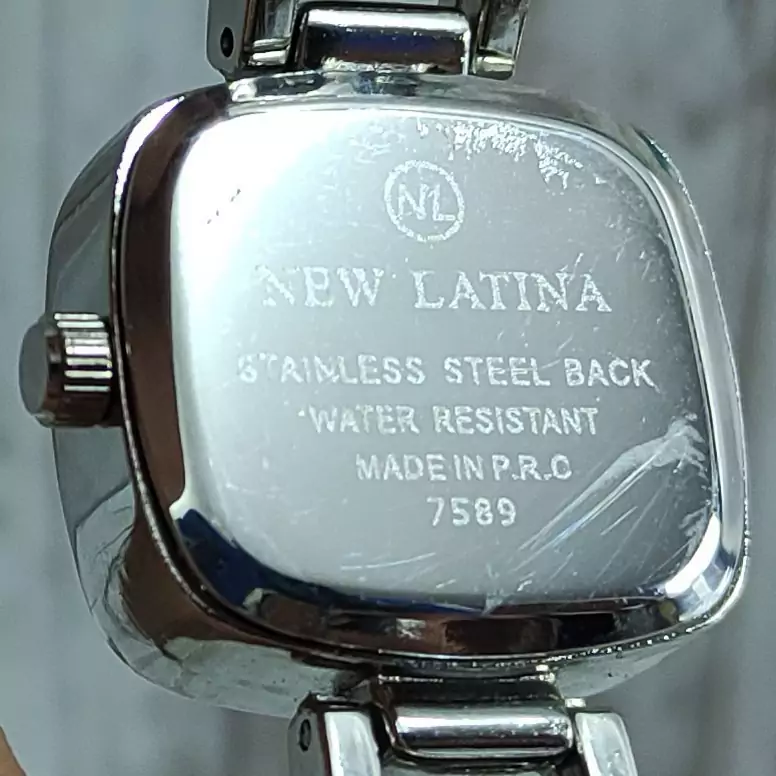 NL
NEW LATINA
STAINLESS STEEL BACK
WATER RESISTANT
MADE IN P.R.C
7589